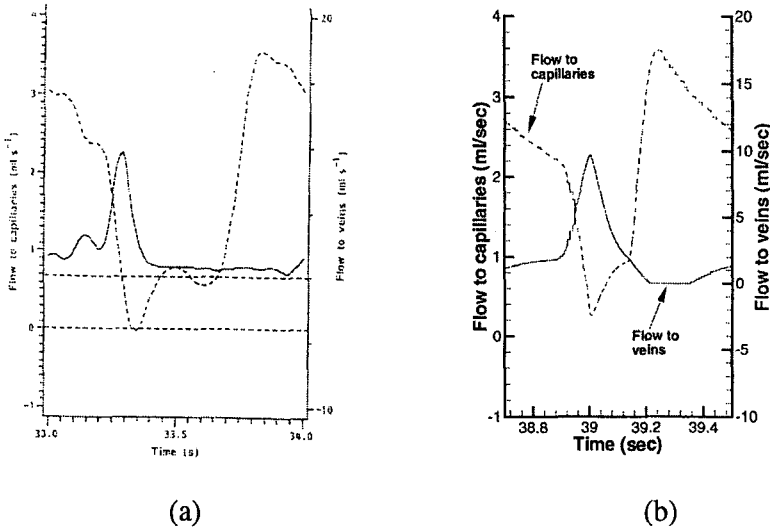 4
3
2
1
0
-1
Flow to capillaries (ml s⁻¹)
20
-10
Flow to veins (ml s⁻¹)
33.0
33.5
34.0
Time (s)
(a)
4
3
2
1
0
-1
Flow to capillaries (ml/sec)
Flow to
capillaries
Flow to
veins
20
15
10
5
0
-5
-10
Flow to veins (ml/sec)
38.8
39
39.2
39.4
Time (sec)
(b)